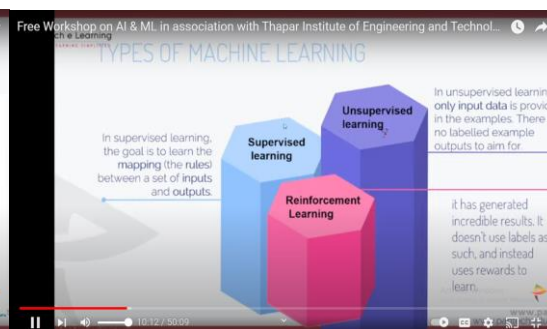 Free Workshop on AI & ML in association with Thapar Institute of Engineering and Technol...
ch e Learning
TYPES OF MACHINE LEARNING
In supervised learning,
the goal is to learn the
mapping (the rules)
between a set of inputs
and outputs.
Supervised
learning
Unsupervised
learning
Reinforcement
Learning
In unsupervised learnin
only input data is provid
in the examples. There
no labelled example
outputs to aim for.
it has generated
incredible results. It
doesn't use labels as
such, and instead
uses rewards to
learn.
10:12 / 50:09